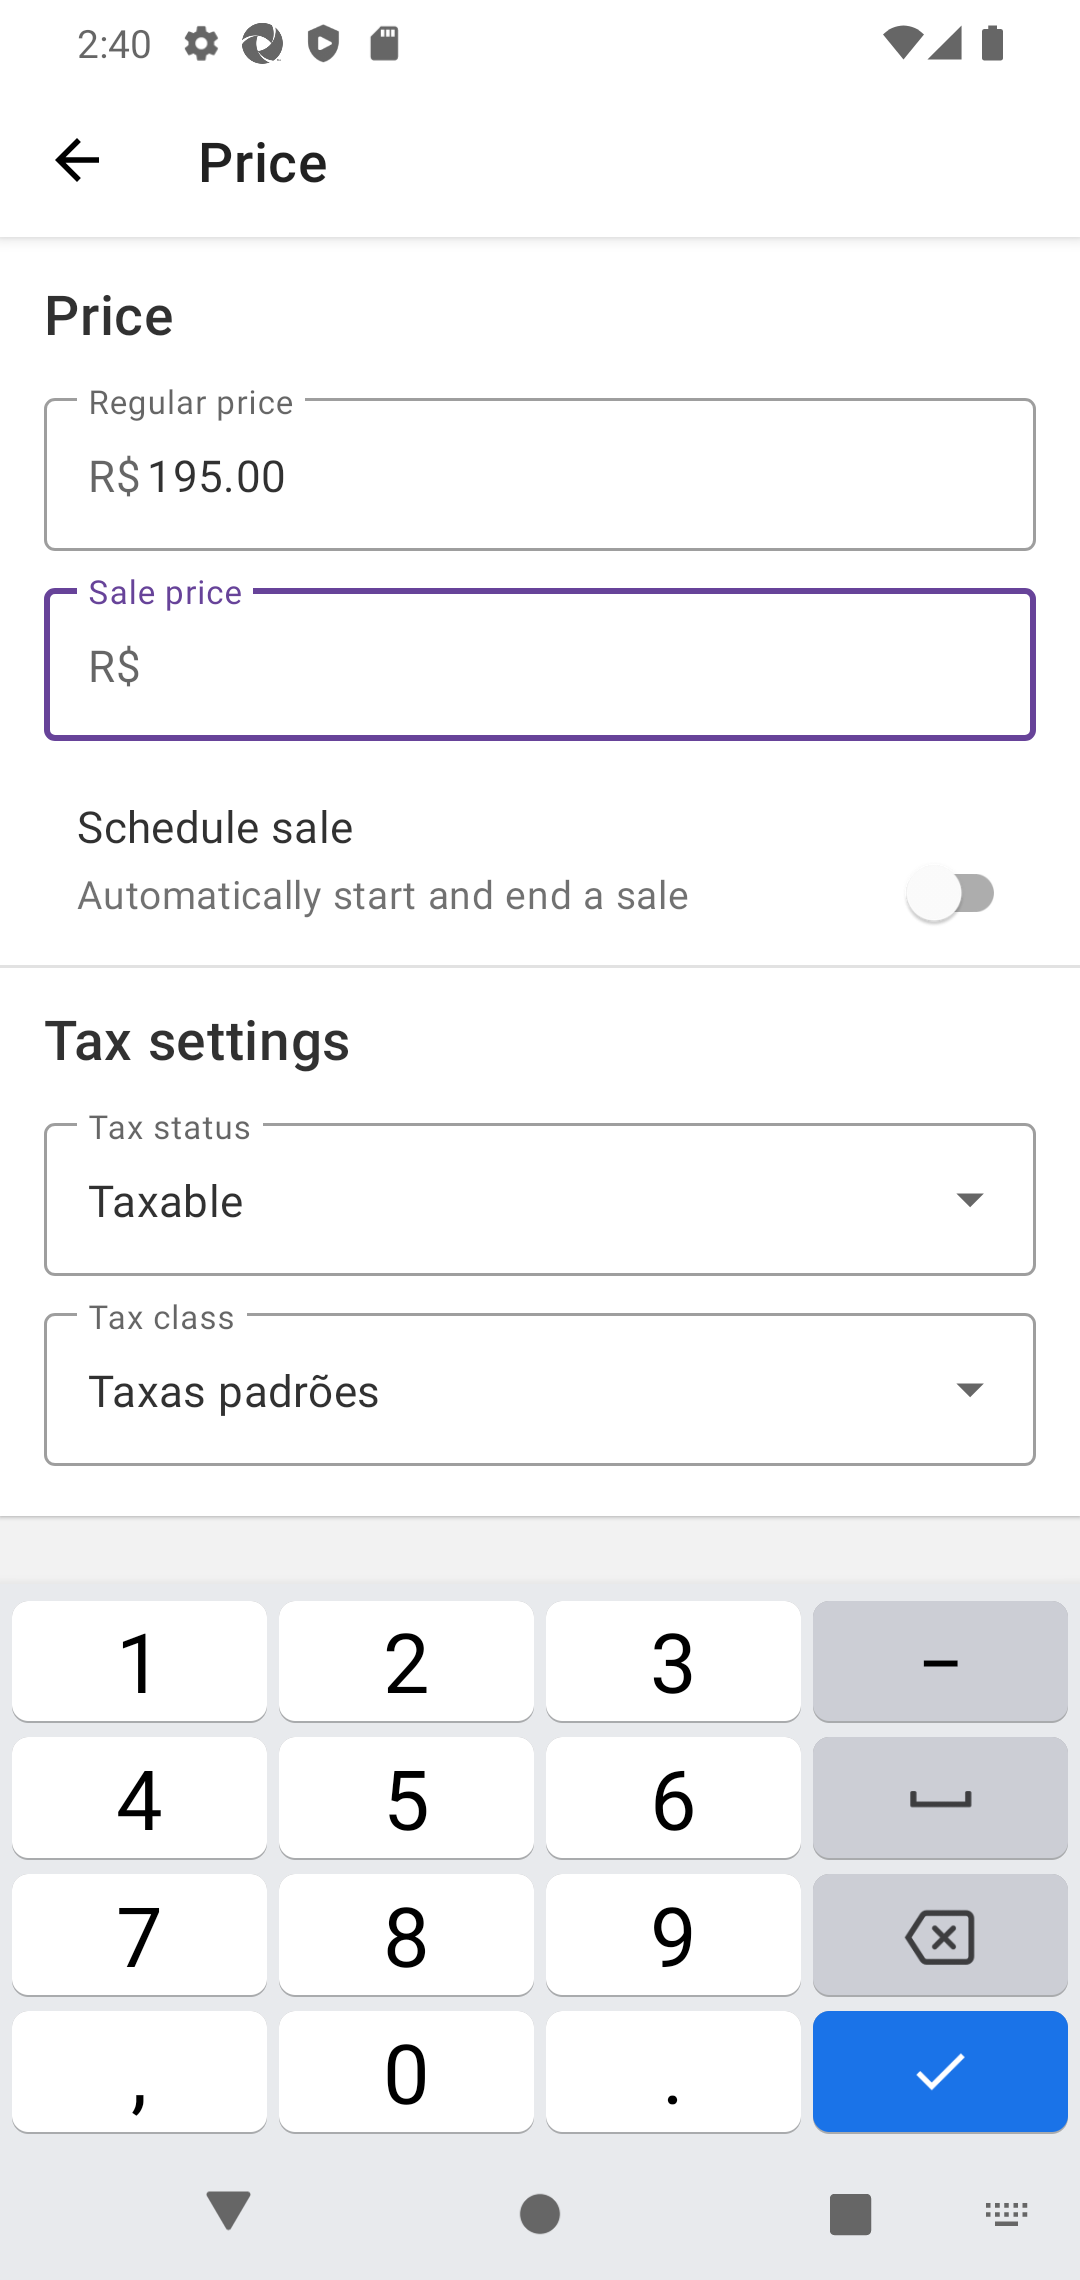 2:40
Price
Price
Regular price
R$ 195.00
Sale price
R$
Schedule sale
Automatically start and end a sale
Tax settings
Tax status
Taxable
Tax class
Taxas padrões
1 2 3 –
4 5 6
7 8 9
, 0 .